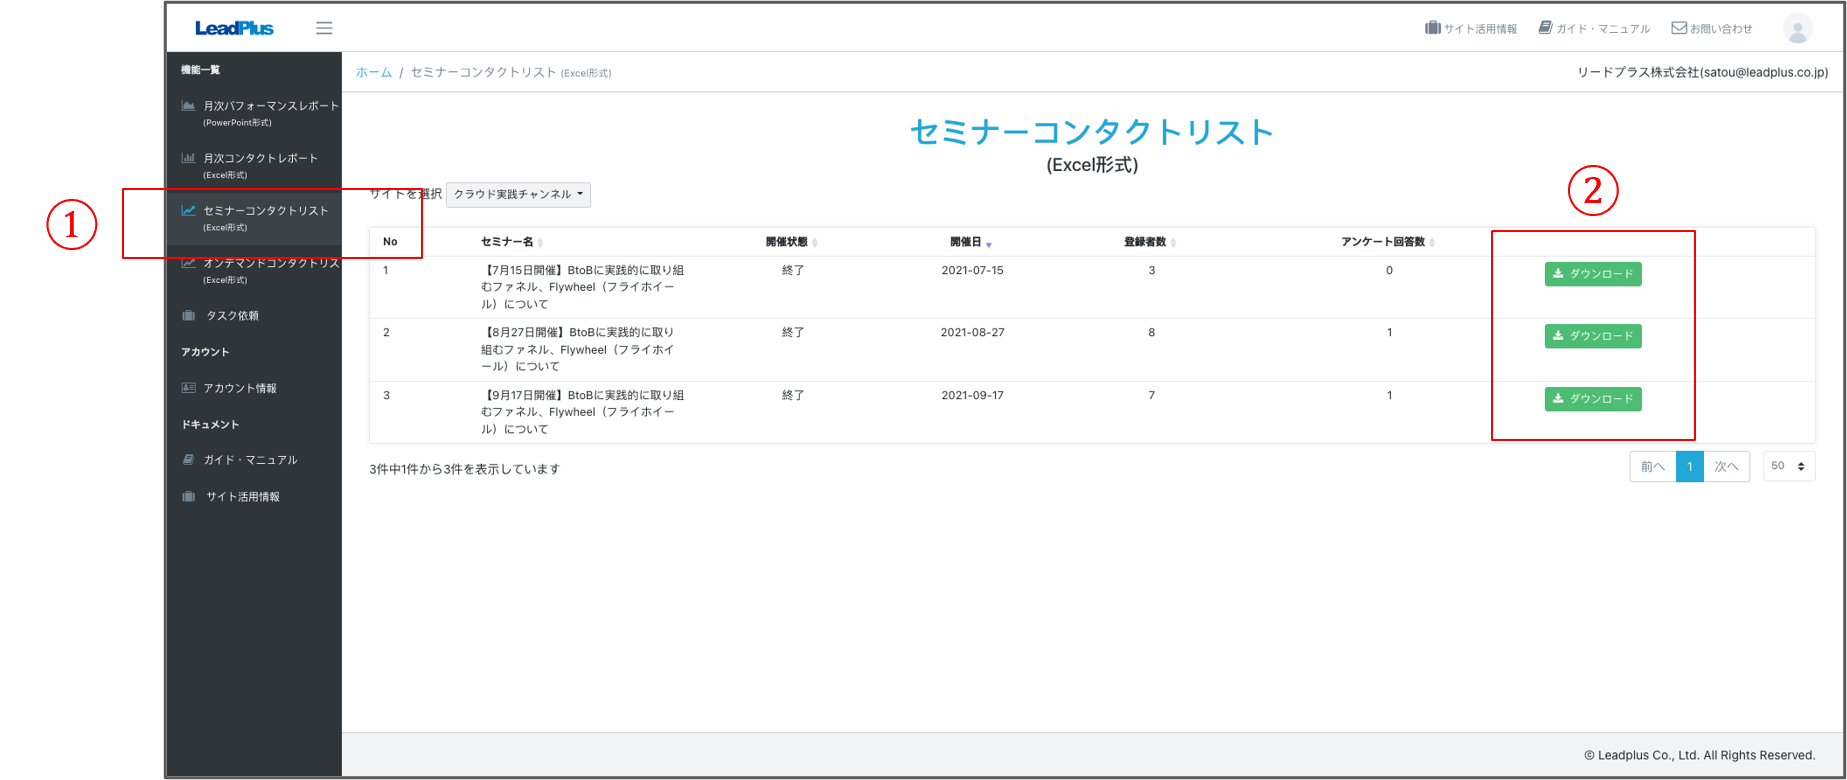 LeadPlus
サイト活用情報
ガイド・マニュアル
お問い合わせ
機能一覧
月次パフォーマンスレポート
(PowerPoint形式)
月次コンタクトレポート
(Excel形式)
①
セミナーコンタクトリスト
(Excel形式)
オンデマンドコンタクトリス
(Excel形式)
タスク依頼
アカウント
アカウント情報
ドキュメント
ガイド・マニュアル
サイト活用情報
ホーム / セミナーコンタクトリスト (Excel形式)
リードプラス株式会社(satou@leadplus.co.jp)
セミナーコンタクトリスト
(Excel形式)
サイトを選択 クラウド実践チャンネル
②
No セミナー名 開催状態 開催日 登録者数 アンケート回答数
1 【7月15日開催】BtoBに実践的に取り組 終了 2021-07-15 3 0 ダウンロード
むファネル、Flywheel（フライホイー
ル）について
2 【8月27日開催】BtoBに実践的に取り 終了 2021-08-27 8 1 ダウンロード
組むファネル、Flywheel（フライホイ
ール）について
3 【9月17日開催】BtoBに実践的に取り組 終了 2021-09-17 7 1 ダウンロード
むファネル、Flywheel（フライホイー
ル）について
3件中1件から3件を表示しています
前へ 1 次へ 50
© Leadplus Co., Ltd. All Rights Reserved.